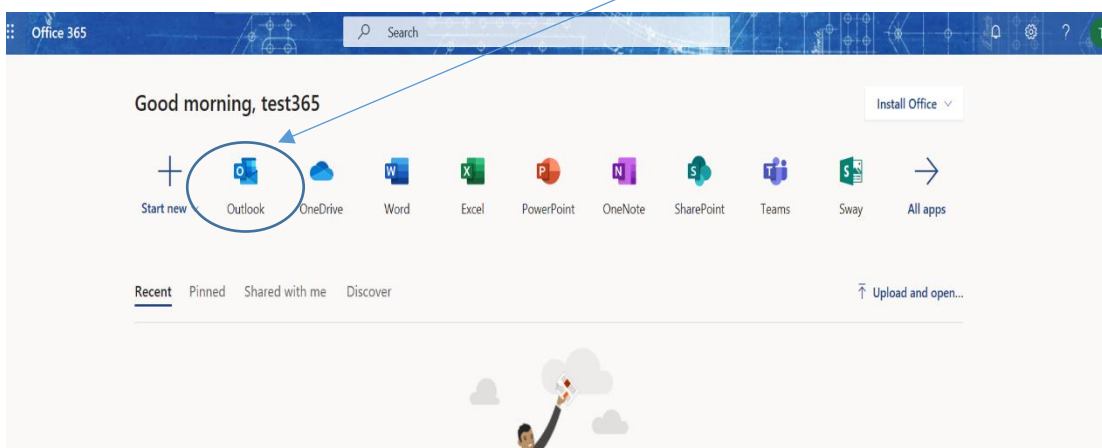 Office 365
Search
?
Good morning, test365
Install Office
Start new
Outlook
OneDrive
Word
Excel
PowerPoint
OneNote
SharePoint
Teams
Sway
All apps
Recent Pinned Shared with me Discover
Upload and open...